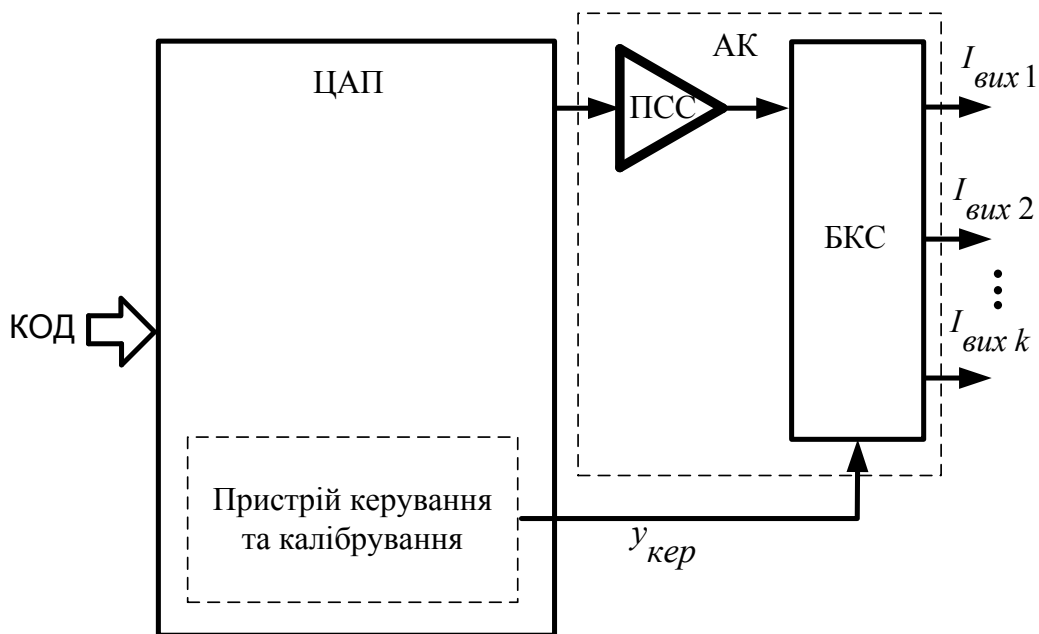 АК
ЦАП
ПСС
БКС
I вих 1
I вих 2
I вих k
КОД
Пристрій керування
та калібрування
y кер